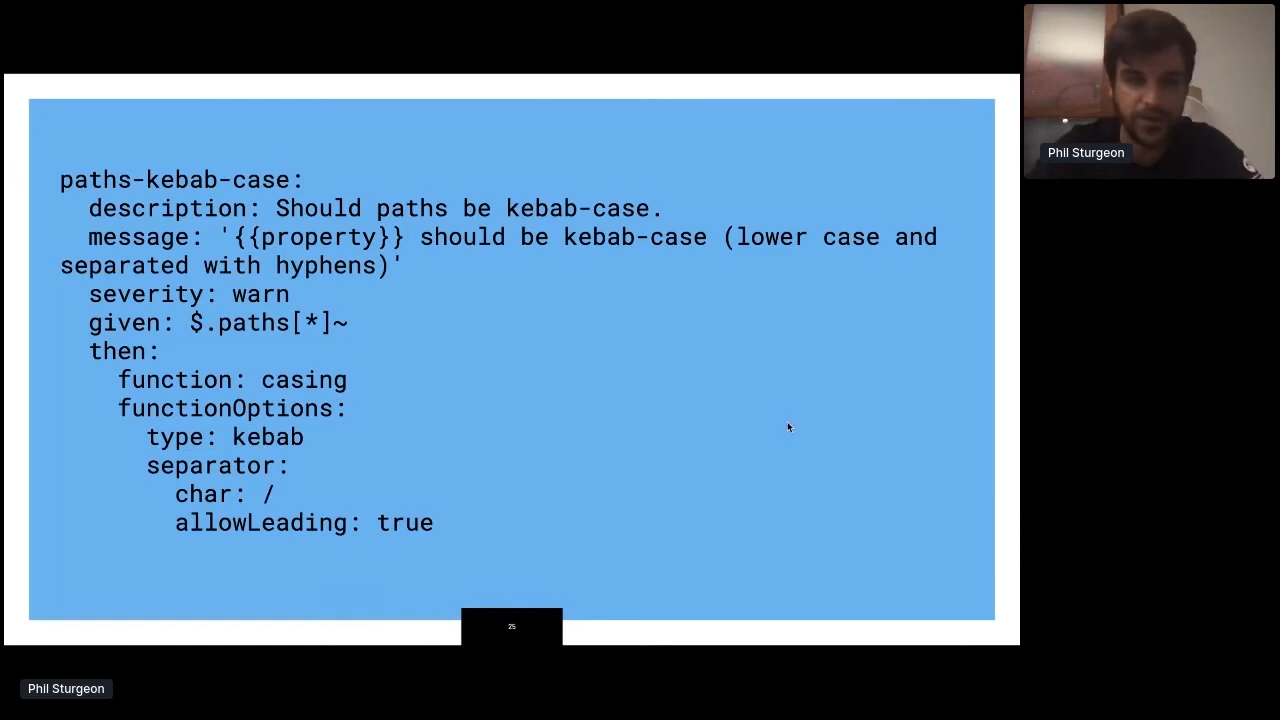 paths-kebab-case:
description: Should paths be kebab-case.
message: '{{property}} should be kebab-case (lower case and
separated with hyphens)'
severity: warn
given: $.paths[*]~
then:
function: casing
functionOptions:
type: kebab
separator:
char: /
allowLeading: true
25
Phil Sturgeon
Phil Sturgeon